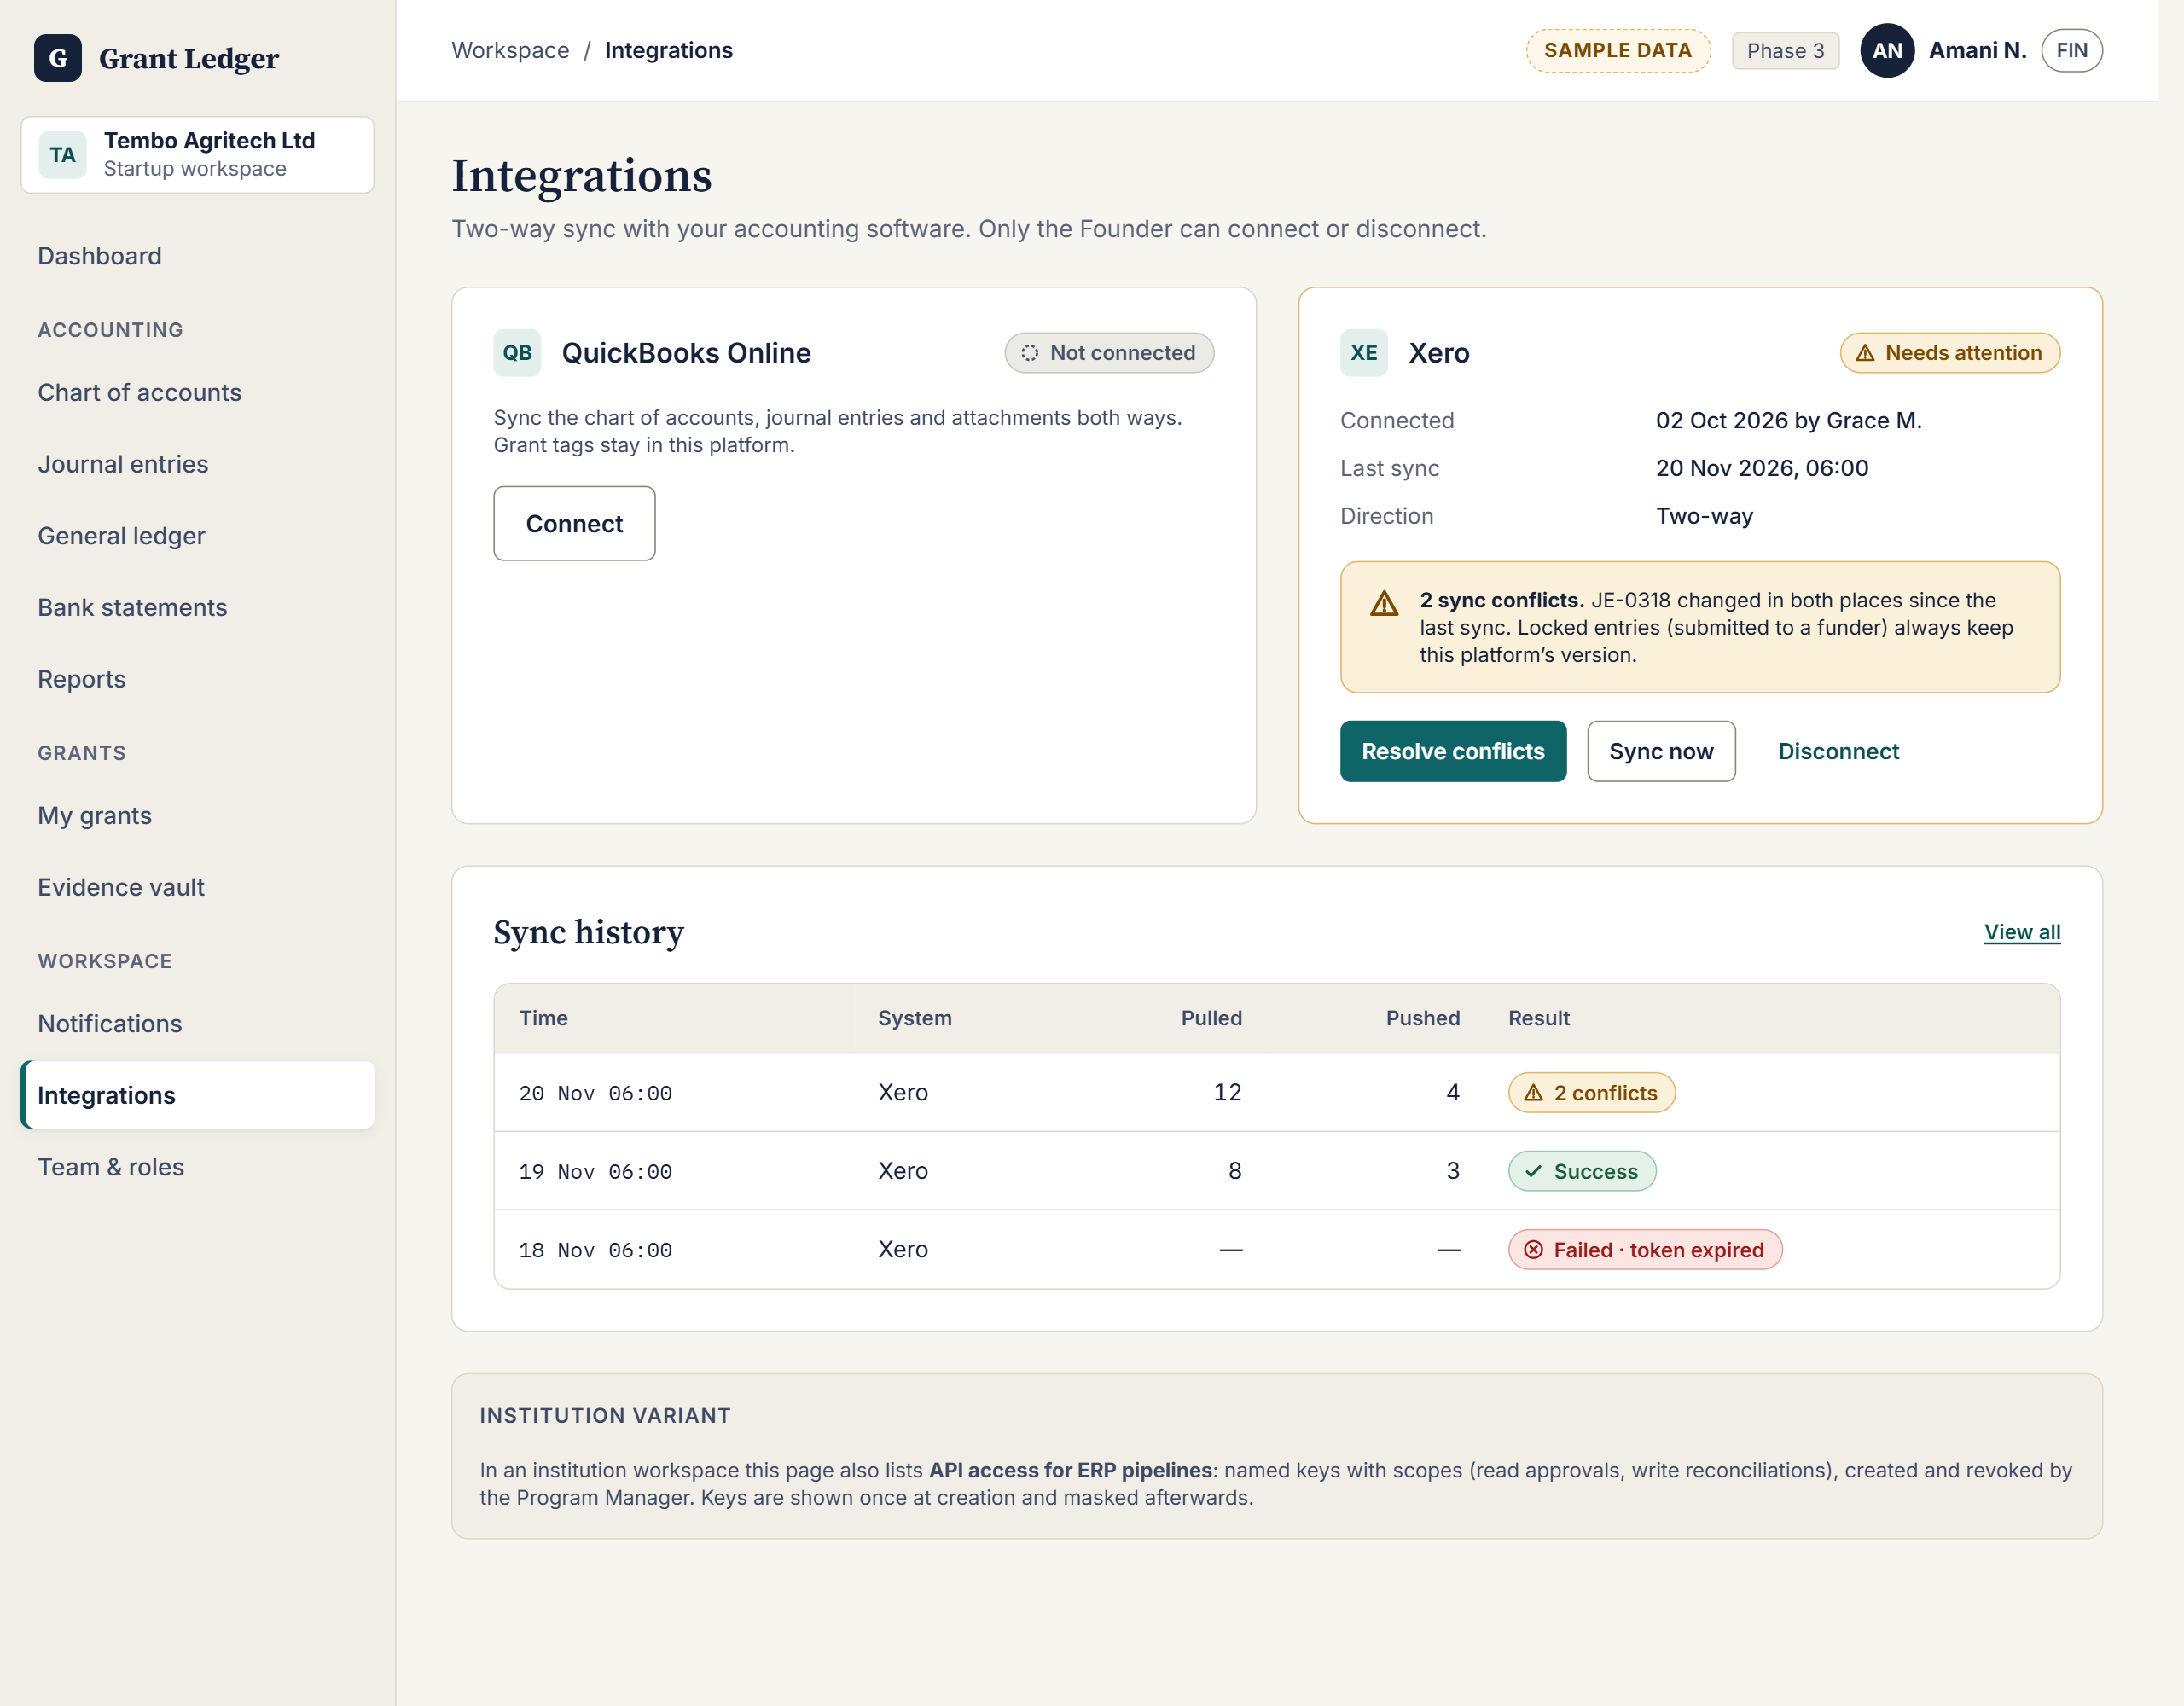 G Grant Ledger
TA Tembo Agritech Ltd
Startup workspace
Dashboard
ACCOUNTING
Chart of accounts
Journal entries
General ledger
Bank statements
Reports
GRANTS
My grants
Evidence vault
WORKSPACE
Notifications
Integrations
Team & roles
Workspace / Integrations
SAMPLE DATA
Phase 3
AN Amani N. FIN
Integrations
Two-way sync with your accounting software. Only the Founder can connect or disconnect.
QB QuickBooks Online Not connected
Sync the chart of accounts, journal entries and attachments both ways.
Grant tags stay in this platform.
Connect
XE Xero Needs attention
Connected 02 Oct 2026 by Grace M.
Last sync 20 Nov 2026, 06:00
Direction Two-way
2 sync conflicts. JE-0318 changed in both places since the
last sync. Locked entries (submitted to a funder) always keep
this platform’s version.
Resolve conflicts Sync now Disconnect
Sync history View all
Time System Pulled Pushed Result
20 Nov 06:00 Xero 12 4 2 conflicts
19 Nov 06:00 Xero 8 3 Success
18 Nov 06:00 Xero — — Failed · token expired
INSTITUTION VARIANT
In an institution workspace this page also lists API access for ERP pipelines: named keys with scopes (read approvals, write reconciliations), created and revoked by
the Program Manager. Keys are shown once at creation and masked afterwards.